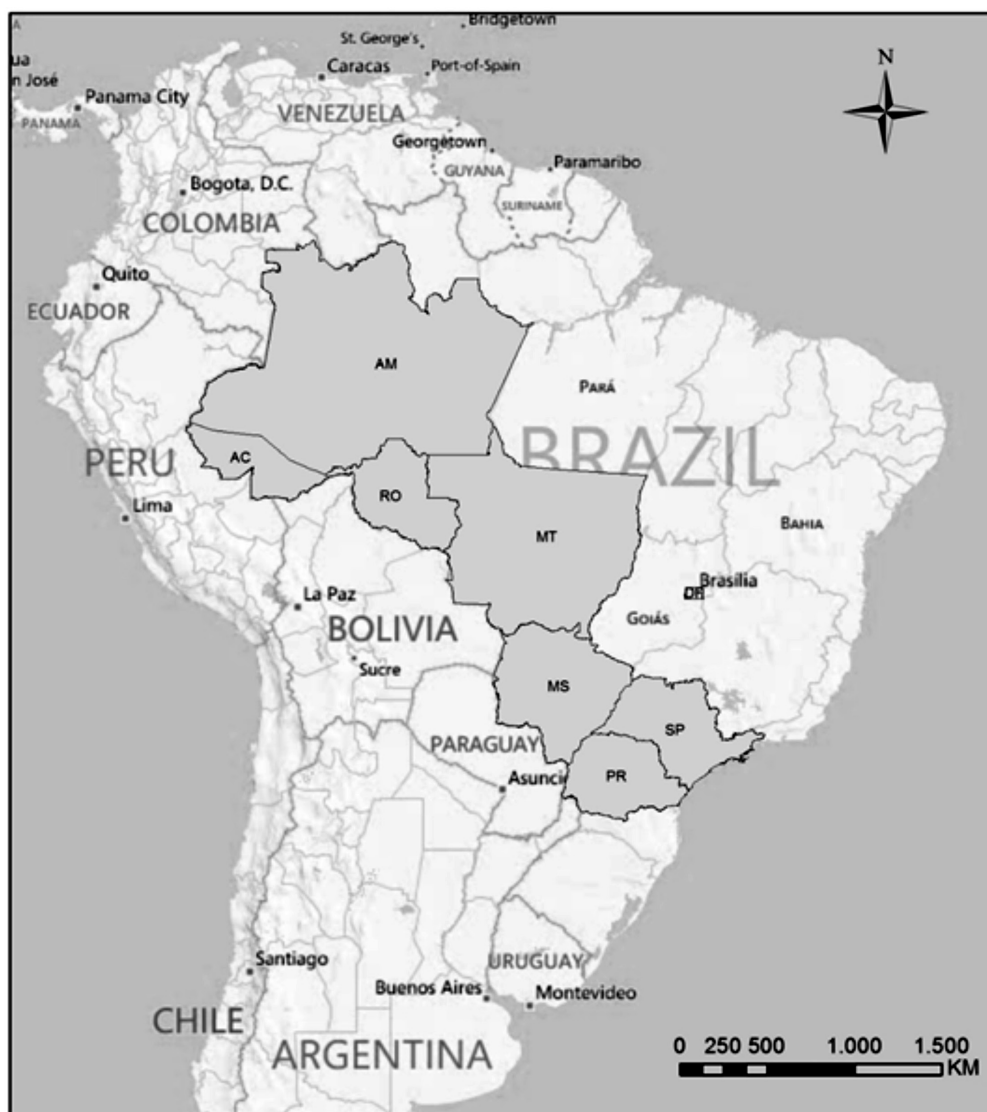 Bridgetown
St. George's
Caracas
Port-of-Spain
ua
n José
Panama City
PANAMA
VENEZUELA
N
Georgetown
GUYANA
Paramaribo
SURINAME
Bogota, D.C.
COLOMBIA
Quito
ECUADOR
AM
PARÁ
BRAZIL
PERU
AC
RO
Lima
MT
BAHIA
La Paz
DF
Brasília
GOIÁS
BOLIVIA
Sucre
MS
SP
PARAGUAY
Asunci
PR
Santiago
URUGUAY
Buenos Aires
Montevideo
CHILE
ARGENTINA
0 250 500 1.000 1.500
KM